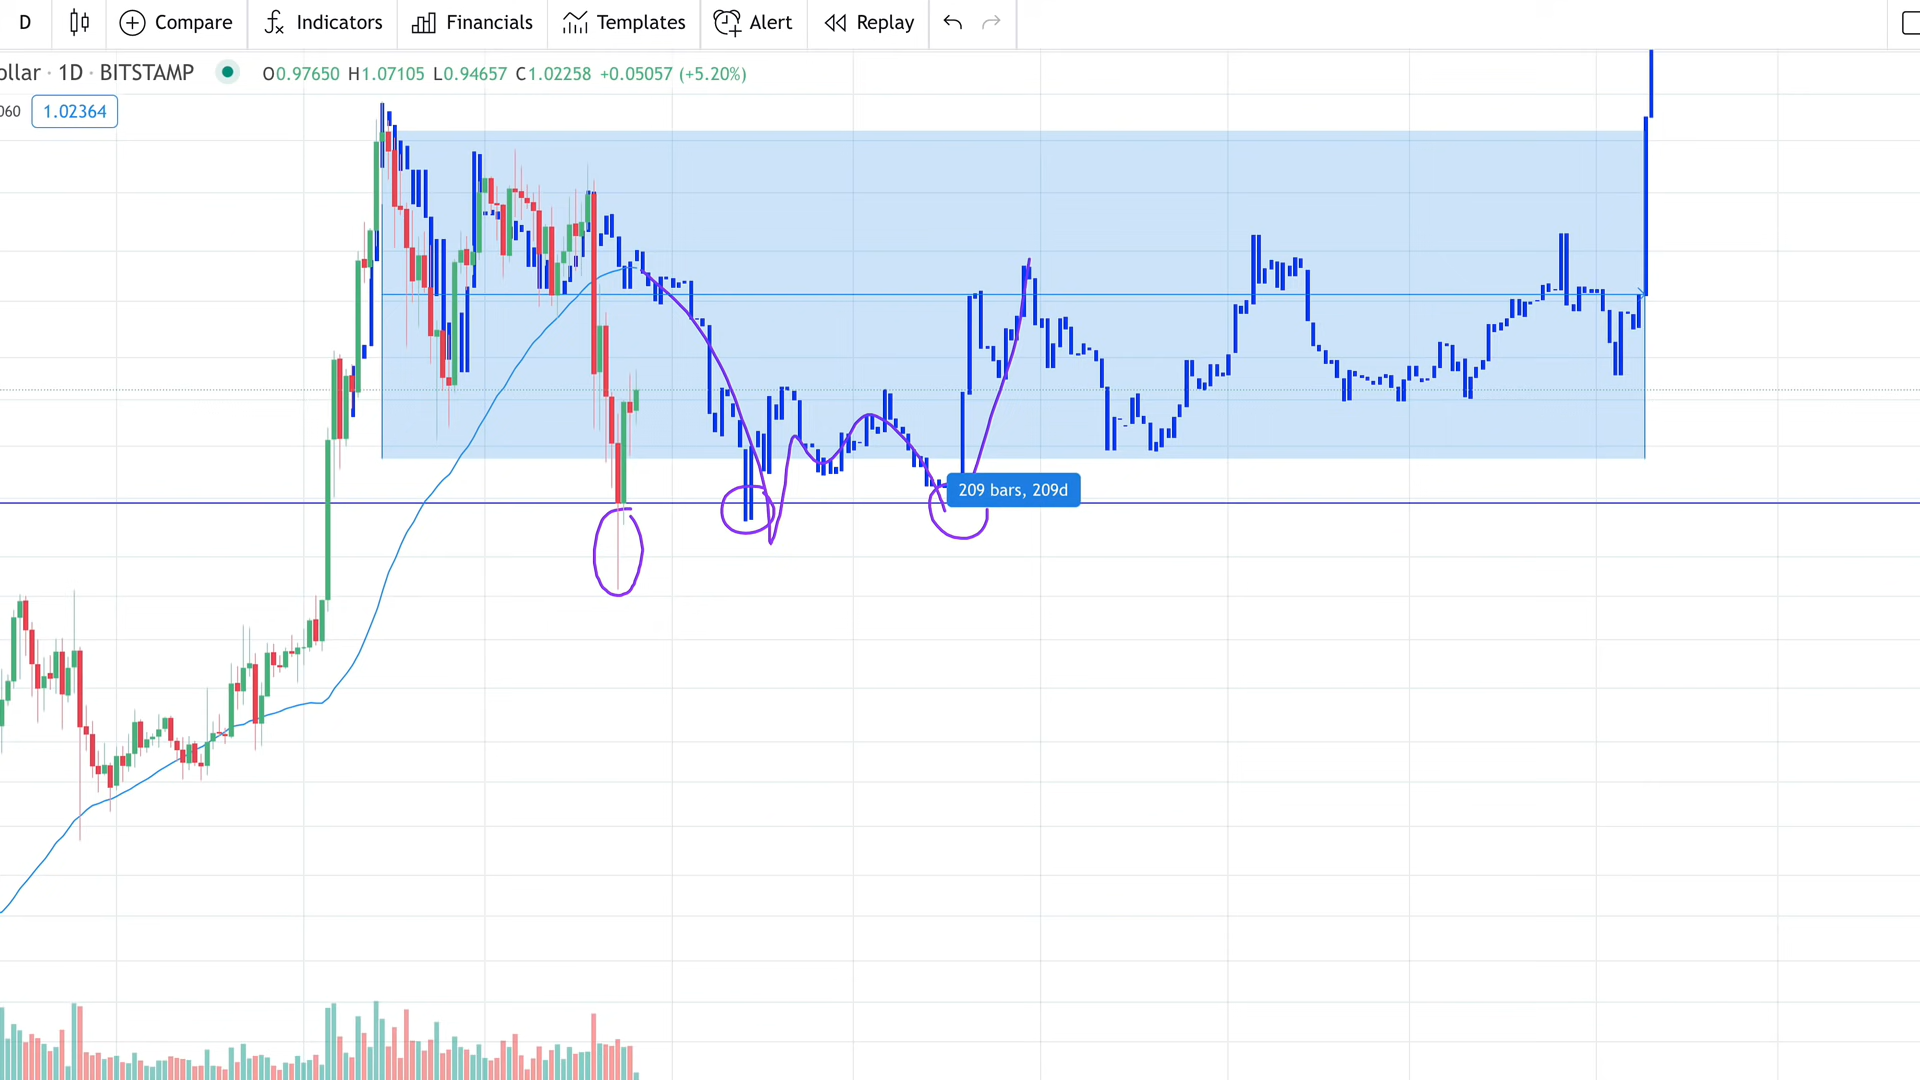 D Compare Indicators Financials Templates Alert Replay
ollar · 1D · BITSTAMP O0.97650 H1.07105 L0.94657 C1.02258 +0.05057 (+5.20%)
060 1.02364
209 bars, 209d